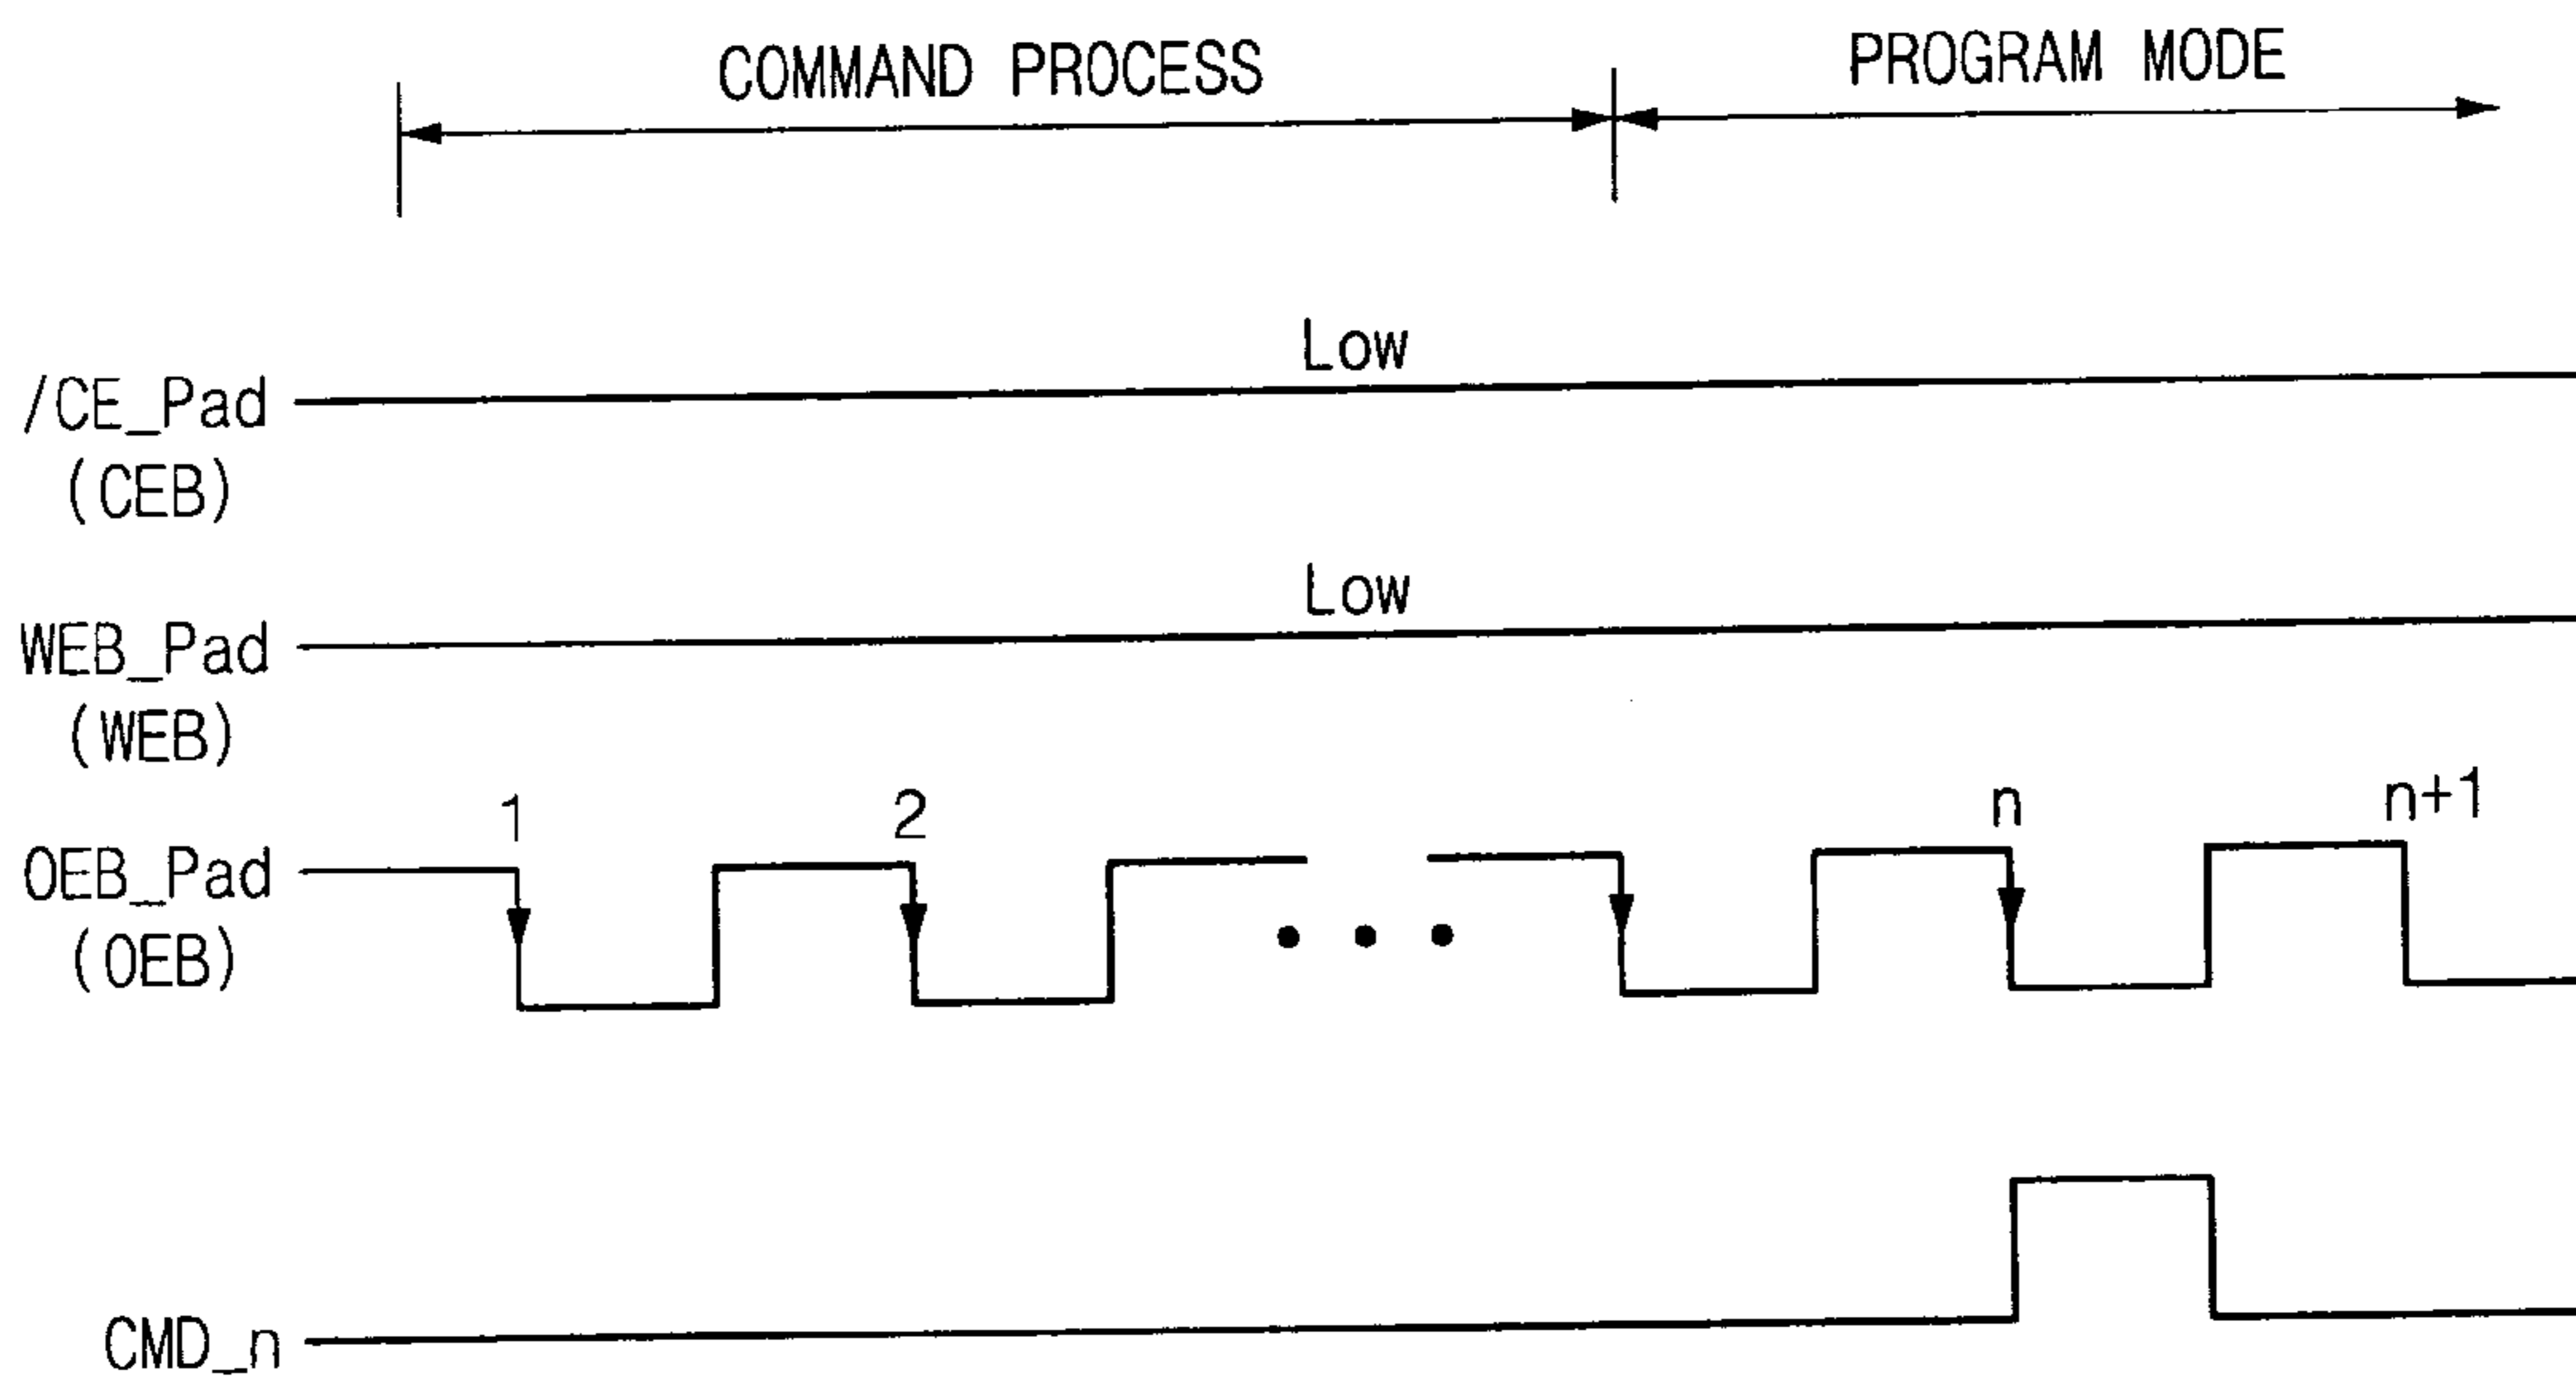 COMMAND PROCESS
PROGRAM MODE
Low
/CE_Pad
(CEB)
Low
WEB_Pad
(WEB)
1
2
n
n+1
OEB_Pad
(OEB)
CMD_n